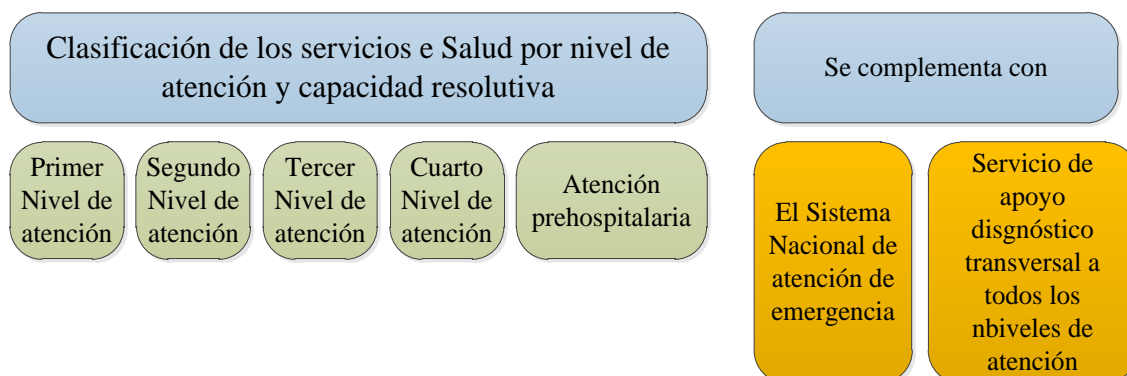 Clasificación de los servicios e Salud por nivel de
atención y capacidad resolutiva
Se complementa con
Primer
Nivel de
atención
Segundo
Nivel de
atención
Tercer
Nivel de
atención
Cuarto
Nivel de
atención
Atención
prehospitalaria
El Sistema
Nacional de
atención de
emergencia
Servicio de
apoyo
disgnóstico
transversal a
todos los
nbiveles de
atención